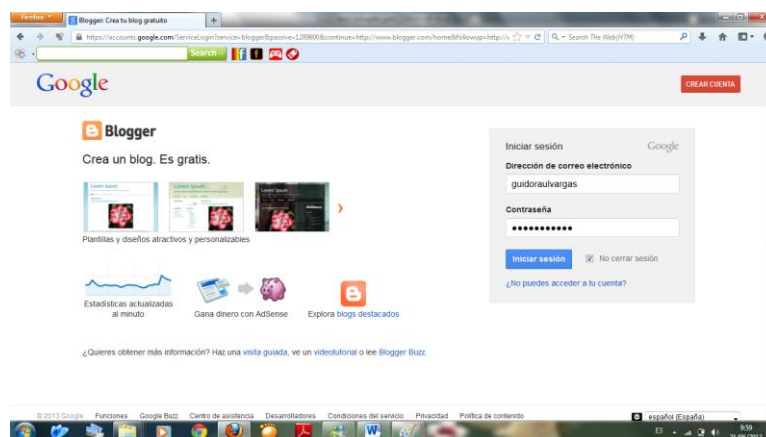 Firefox
Blogger: Crea tu blog gratuito
https://accounts.google.com/ServiceLogin?service=blogger&passive=1209600&continue=http://www.blogger.com/home&followup=http://
Search The Web(HTM)
Search
Google
CREAR CUENTA
Blogger
Crea un blog. Es gratis.
Plantillas y diseños atractivos y personalizables
Estadísticas actualizadas
al minuto
Gana dinero con AdSense
Explora blogs destacados
¿Quieres obtener más información? Haz una visita guiada, ve un videotutorial o lee Blogger Buzz.
Iniciar sesión
Google
Dirección de correo electrónico
guidoraulvargas
Contraseña
Iniciar sesión
No cerrar sesión
¿No puedes acceder a tu cuenta?
© 2013 Google Funciones Google Buzz Centro de asistencia Desarrolladores Condiciones del servicio Privacidad Política de contenido
español (España)
ES
9:59